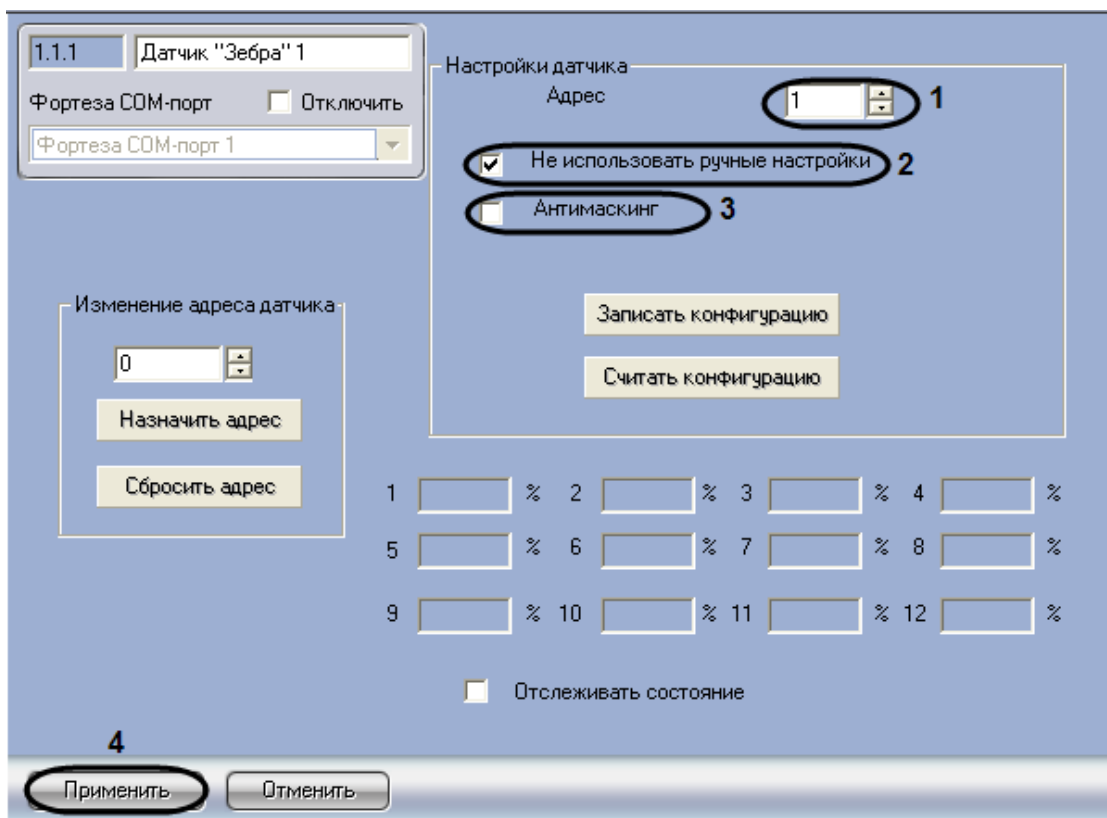 1.1.1 Датчик "Зебра" 1
Фортеза COM-порт Отключить
Фортеза COM-порт 1
Настройки датчика
Адрес 1 1
Не использовать ручные настройки 2
Антимаскинг 3
Записать конфигурацию
Считать конфигурацию
Изменение адреса датчика
0
Назначить адрес
Сбросить адрес
1 % 2 % 3 % 4 %
5 % 6 % 7 % 8 %
9 % 10 % 11 % 12 %
Отслеживать состояние
4
Применить Отменить